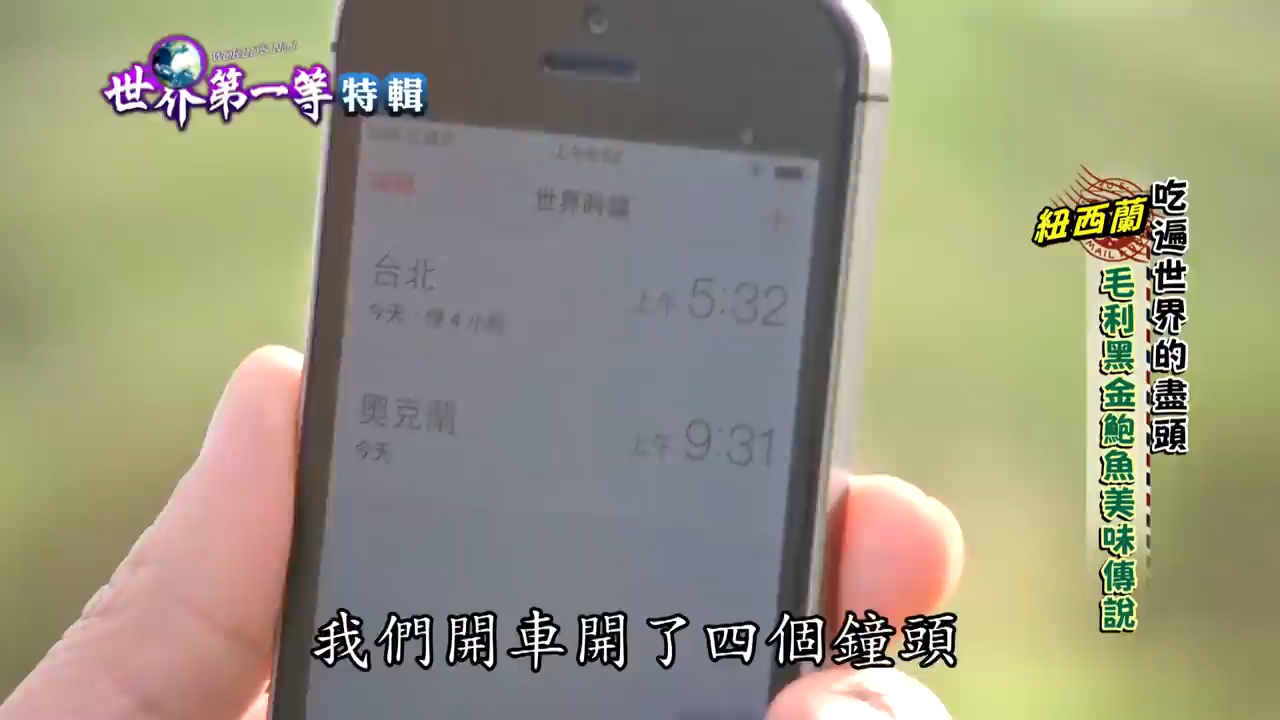 WORLD'S No.1
世界第一等特輯
世界時鐘
台北
上午 5:32
今天，慢 4 小時
奧克蘭
上午 9:31
今天
紐西蘭
吃遍世界的盡頭
毛利黑金鮑魚美味傳說
我們開車開了四個鐘頭